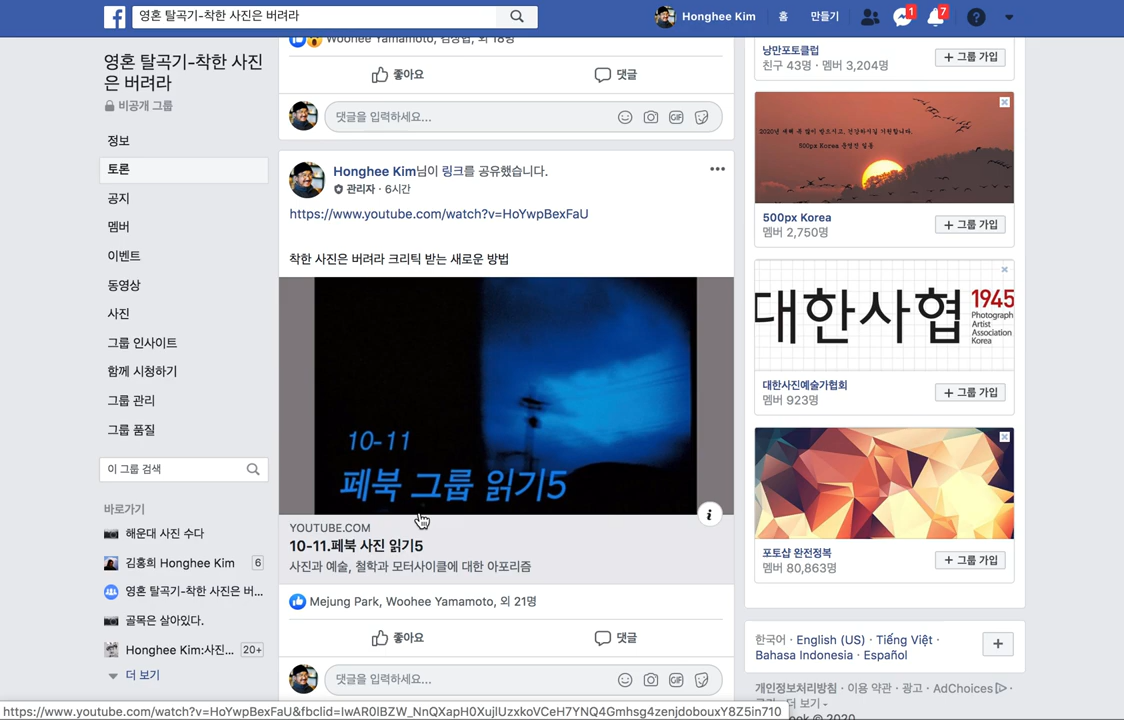 영혼 탈곡기-착한 사진은 버려라
Honghee Kim
홈
만들기
1
7
영혼 탈곡기-착한 사진
은 버려라
비공개 그룹
정보
토론
공지
멤버
이벤트
동영상
사진
그룹 인사이트
함께 시청하기
그룹 관리
그룹 품질
이 그룹 검색
바로가기
해운대 사진 수다
김홍희 Honghee Kim 6
영혼 탈곡기-착한 사진은 버...
골목은 살아있다.
Honghee Kim:사진... 20+
더 보기
Woohee Yamamoto, 김상엽, 외 18명
좋아요
댓글
댓글을 입력하세요...
GIF
Honghee Kim님이 링크를 공유했습니다.
관리자 · 6시간
https://www.youtube.com/watch?v=HoYwpBexFaU
착한 사진은 버려라 크리틱 받는 새로운 방법
10-11
페북 그룹 읽기5
YOUTUBE.COM
10-11.페북 사진 읽기5
사진과 예술, 철학과 모터사이클에 대한 아포리즘
Mejung Park, Woohee Yamamoto, 외 21명
좋아요
댓글
댓글을 입력하세요...
GIF
낭만포토클럽
친구 43명 · 멤버 3,204명
+ 그룹 가입
2020년 새해 복 많이 받으시고, 건강하시길 기원합니다.
500px Korea 운영진 일동
500px Korea
멤버 2,750명
+ 그룹 가입
대한사협
1945
Photograph
Artist
Association
Korea
대한사진예술가협회
멤버 923명
+ 그룹 가입
포토샵 완전정복
멤버 80,863명
+ 그룹 가입
한국어 · English (US) · Tiếng Việt ·
Bahasa Indonesia · Español
개인정보처리방침 · 이용 약관 · 광고 · AdChoices ·
더 보기
ook © 2020
https://www.youtube.com/watch?v=HoYwpBexFaU&fbclid=IwAR0lBZW_NnQXapH0XujlUzxkoVCeH7YNQ4Gmhsg4zenjdobouxY8Z5in710